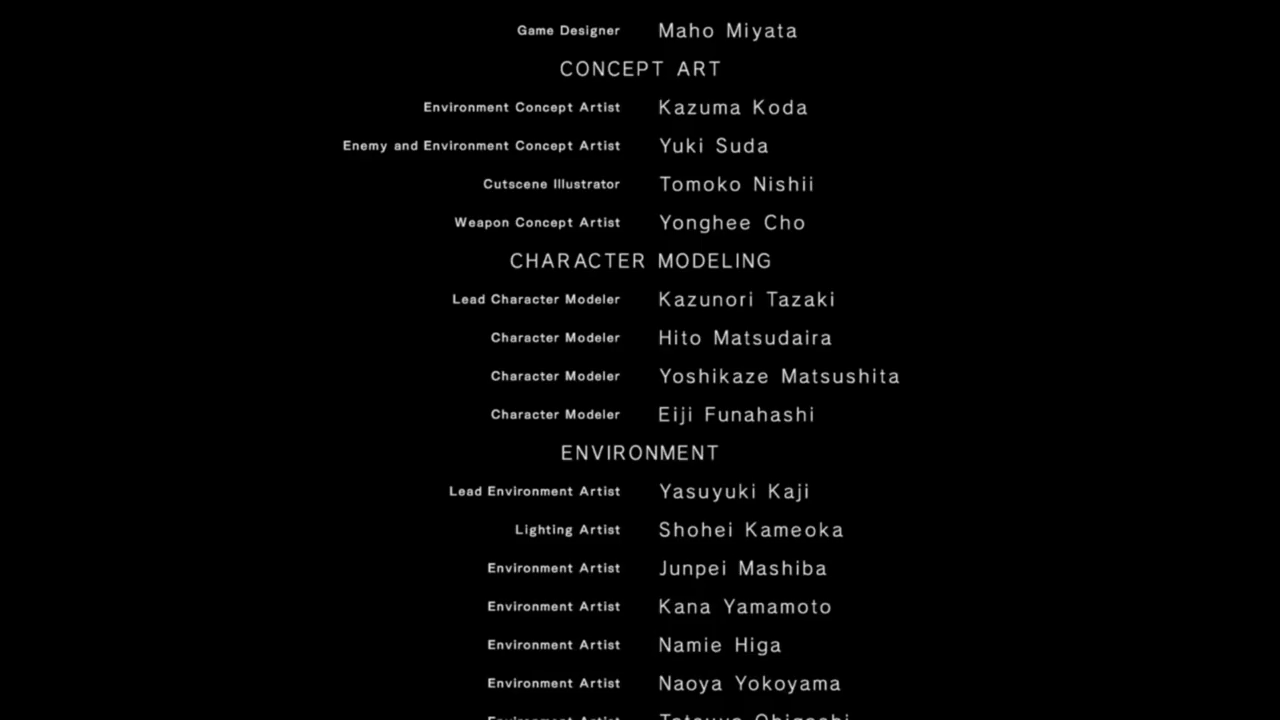 Game Designer Maho Miyata
CONCEPT ART
Environment Concept Artist Kazuma Koda
Enemy and Environment Concept Artist Yuki Suda
Cutscene Illustrator Tomoko Nishii
Weapon Concept Artist Yonghee Cho
CHARACTER MODELING
Lead Character Modeler Kazunori Tazaki
Character Modeler Hito Matsudaira
Character Modeler Yoshikaze Matsushita
Character Modeler Eiji Funahashi
ENVIRONMENT
Lead Environment Artist Yasuyuki Kaji
Lighting Artist Shohei Kameoka
Environment Artist Junpei Mashiba
Environment Artist Kana Yamamoto
Environment Artist Namie Higa
Environment Artist Naoya Yokoyama
Environment Artist